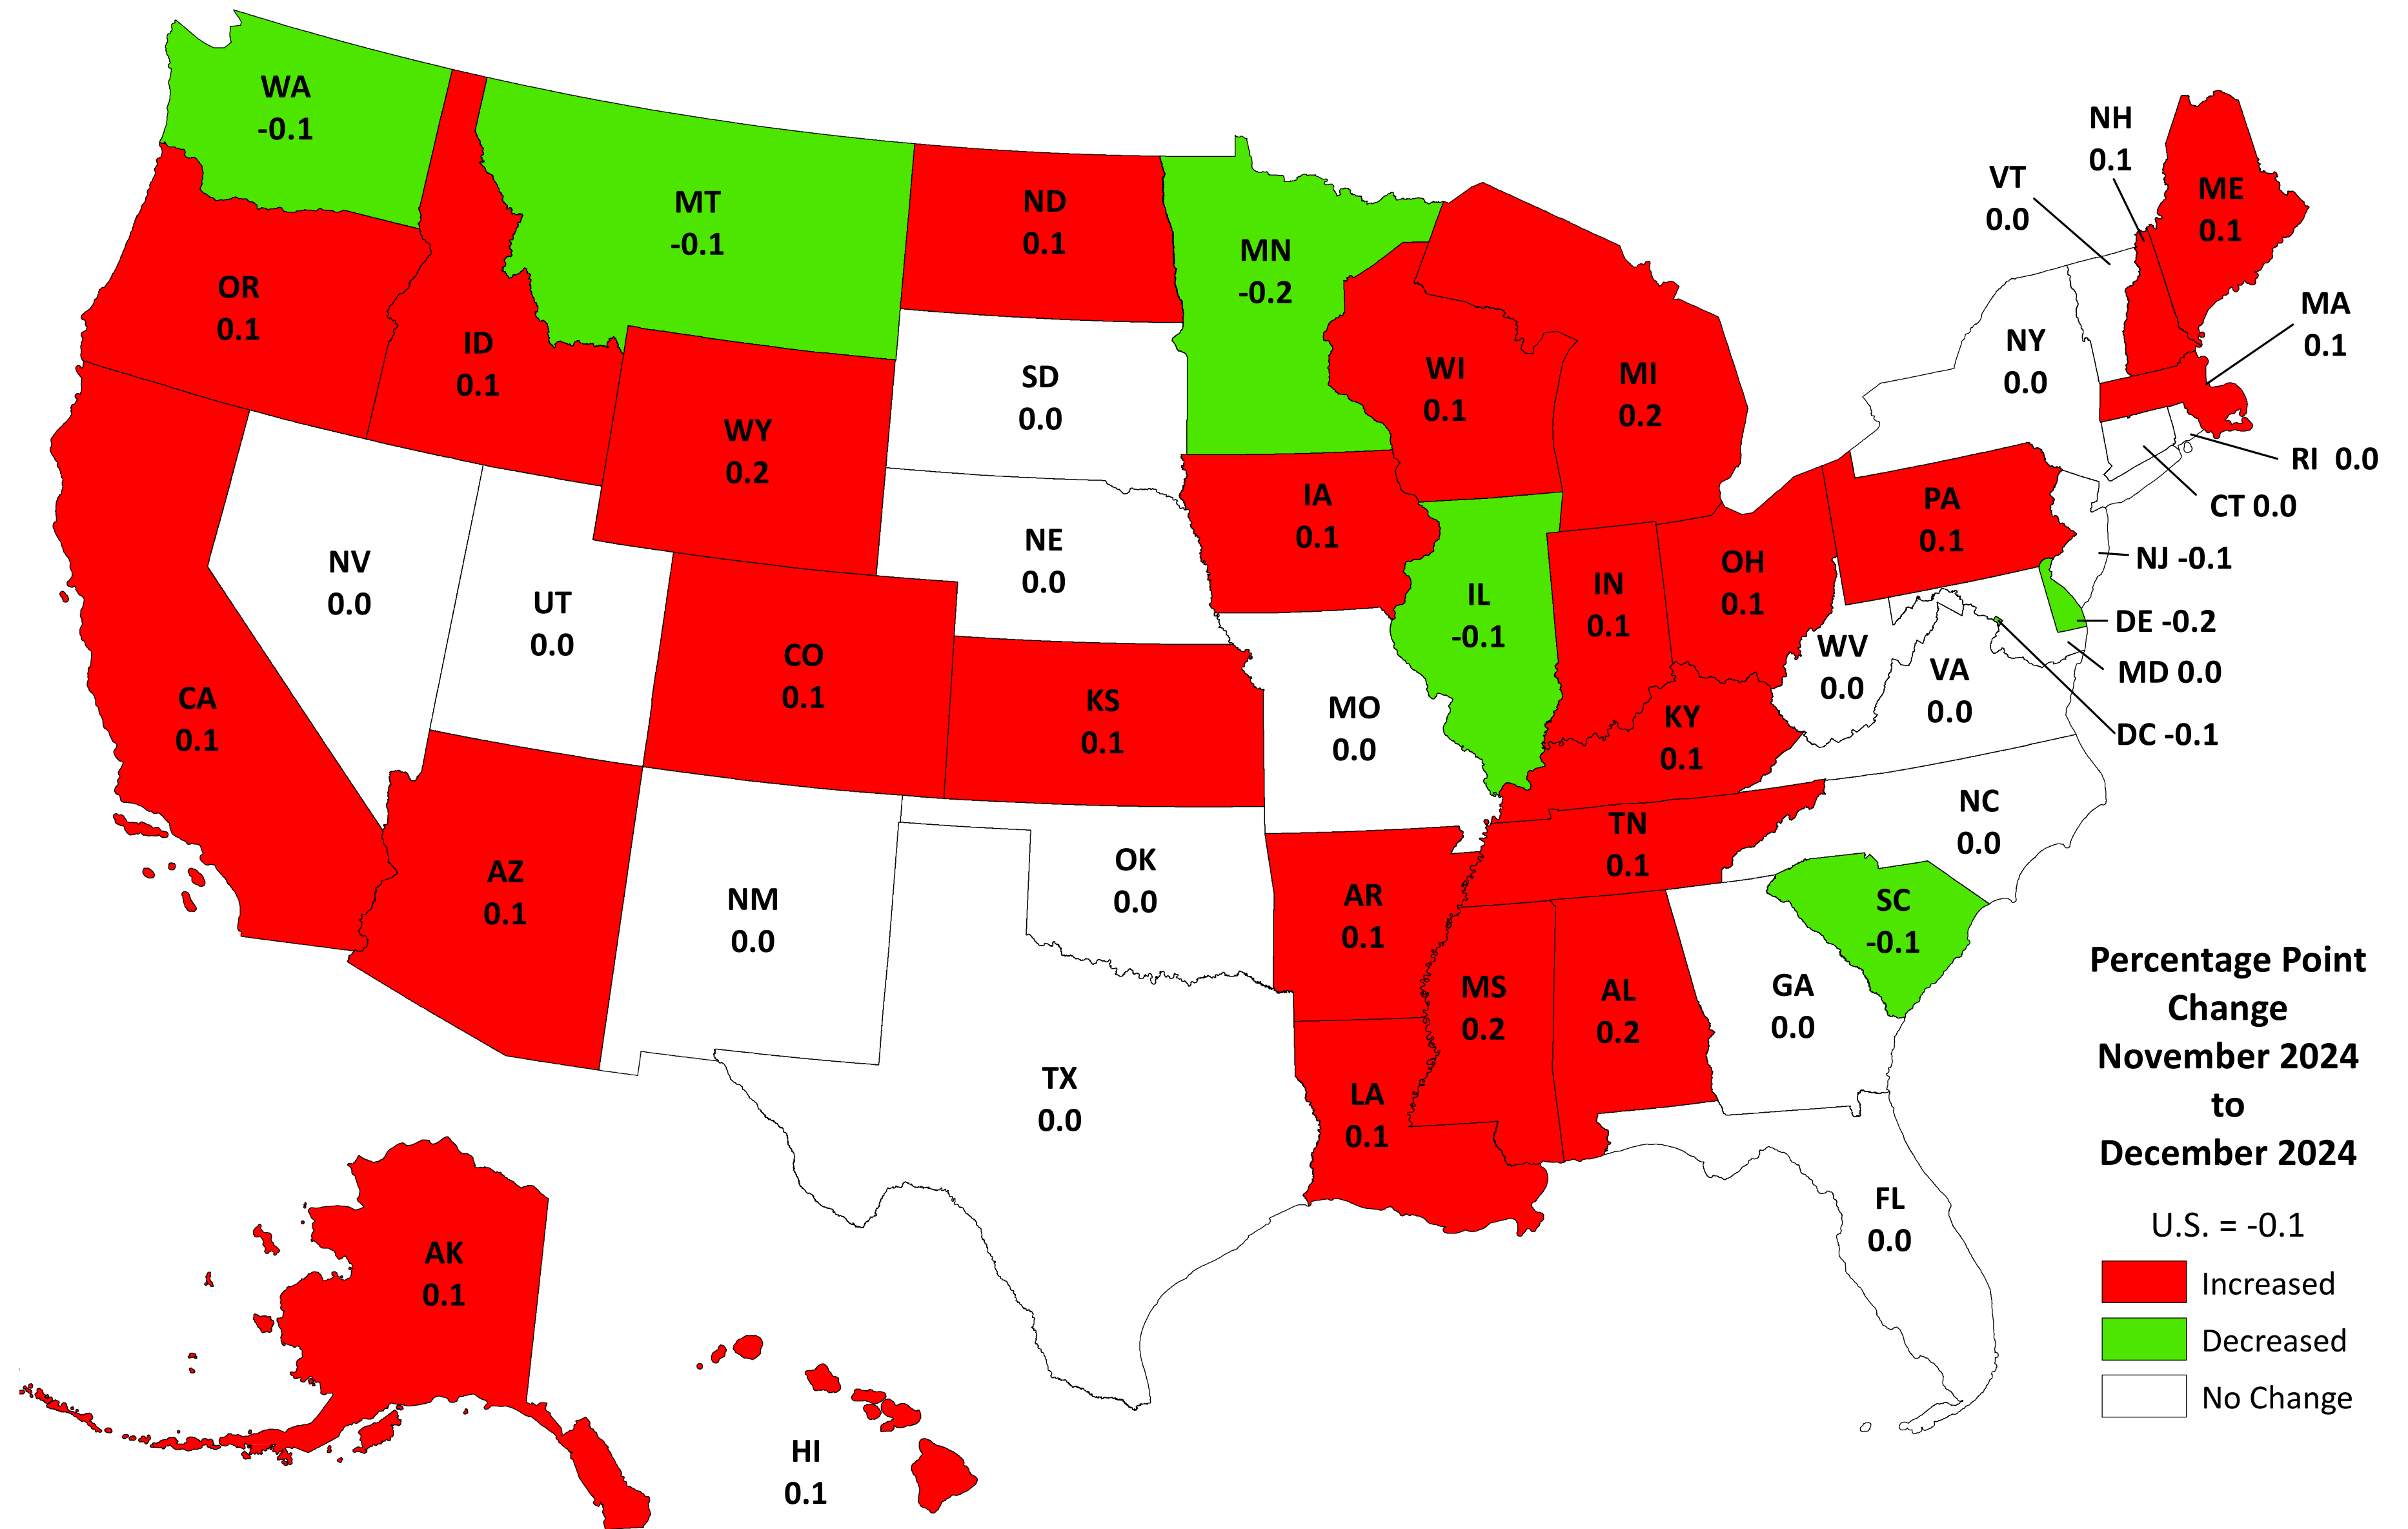 WA
-0.1
MT
-0.1
ND
0.1
MN
-0.2
OR
0.1
ID
0.1
WY
0.2
SD
0.0
WI
0.1
MI
0.2
NH
0.1
VT
0.0
ME
0.1
MA
0.1
NY
0.0
RI 0.0
CT 0.0
PA
0.1
NJ -0.1
DE -0.2
MD 0.0
DC -0.1
NV
0.0
UT
0.0
NE
0.0
IA
0.1
IL
-0.1
IN
0.1
OH
0.1
WV
0.0
VA
0.0
CA
0.1
CO
0.1
KS
0.1
MO
0.0
KY
0.1
TN
0.1
NC
0.0
AZ
0.1
NM
0.0
OK
0.0
AR
0.1
SC
-0.1
MS
0.2
AL
0.2
GA
0.0
TX
0.0
LA
0.1
FL
0.0
AK
0.1
HI
0.1
Percentage Point
Change
November 2024
to
December 2024
U.S. = -0.1
Increased
Decreased
No Change